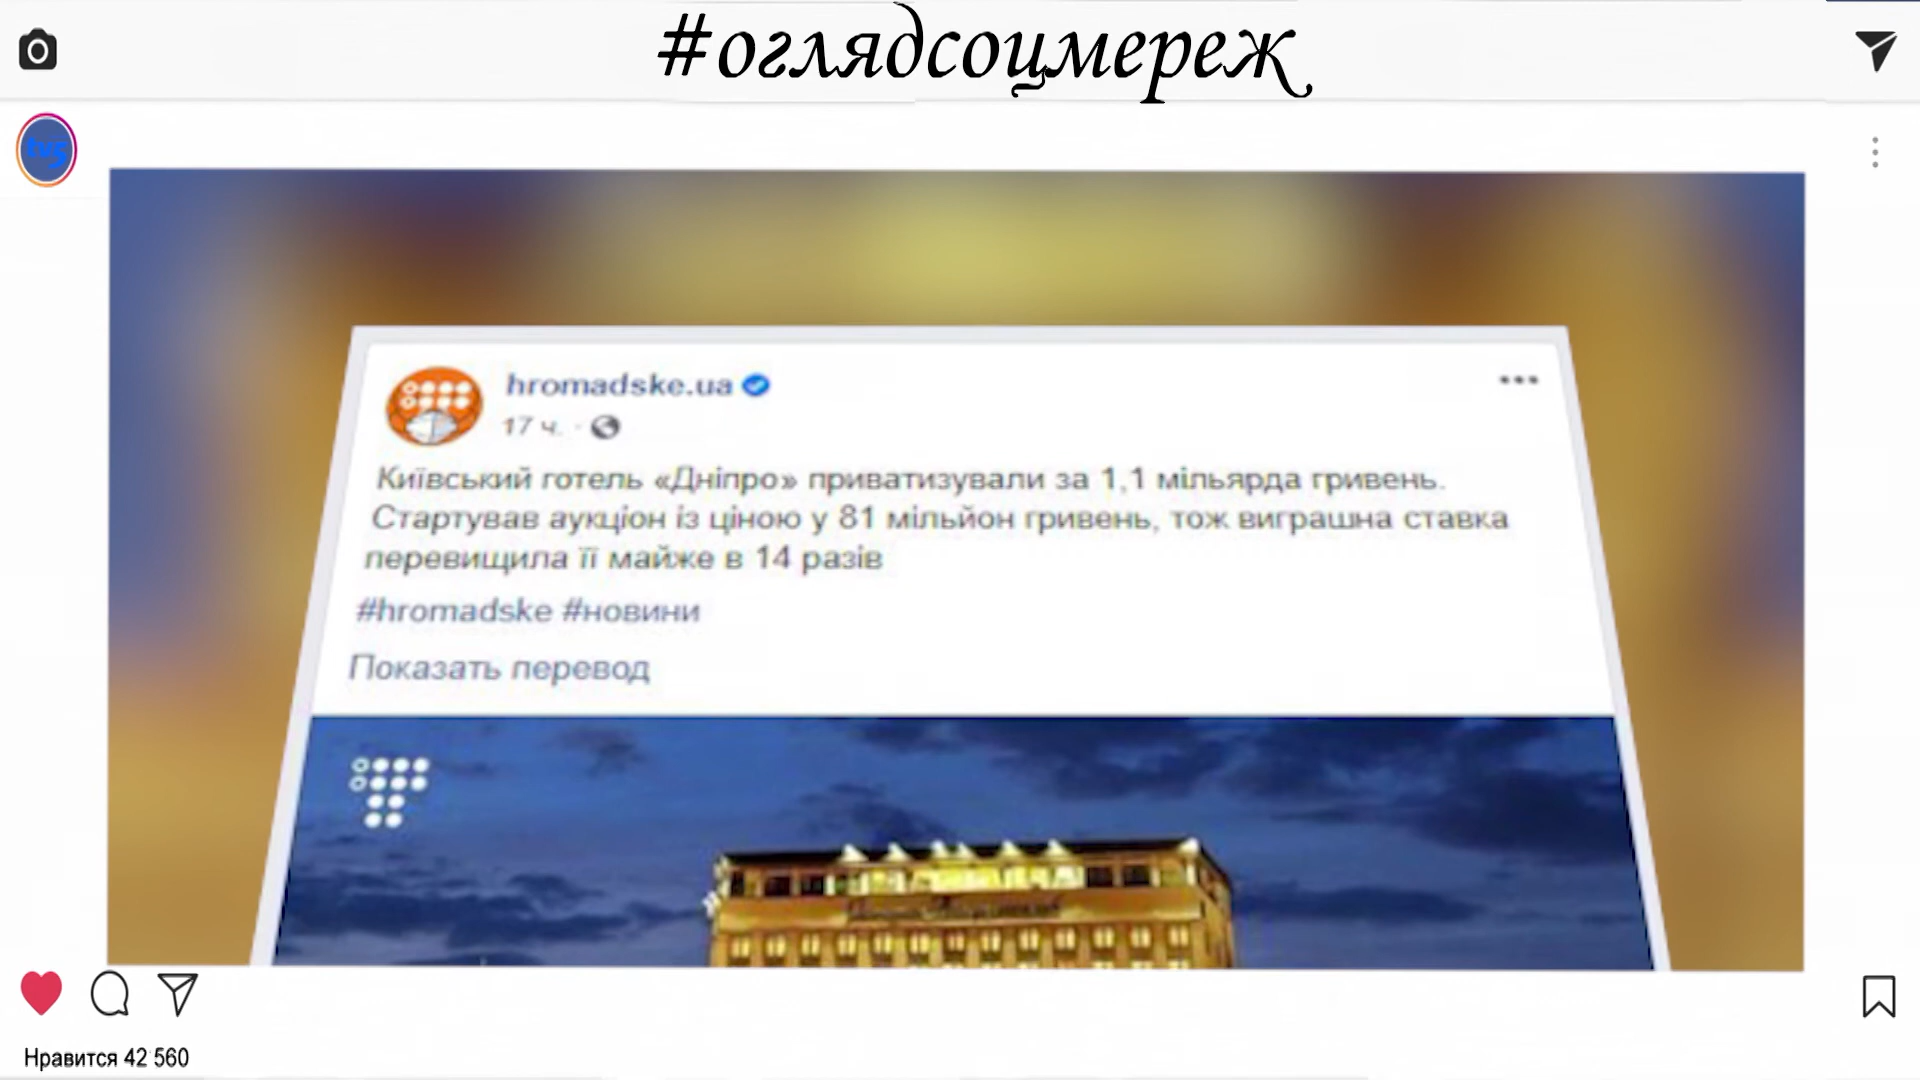 #оглядсоцмереж
tv5
hromadske.ua
17 ч.
Київський готель «Дніпро» приватизували за 1,1 мільярда гривень.
Стартував аукціон із ціною у 81 мільйон гривень, тож виграшна ставка
перевищила її майже в 14 разів
#hromadske #новини
Показать перевод
Нравится 42 560